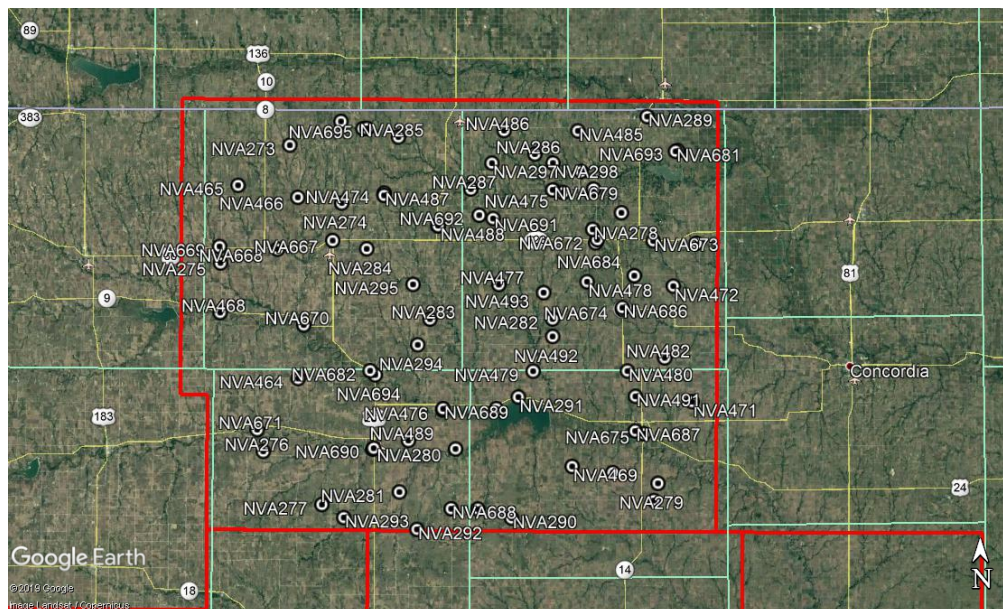 89
136
10
383
8
NVA695
NVA285
NVA486
NVA485
NVA289
NVA273
NVA286
NVA693
NVA681
NVA297
NVA298
NVA465
NVA466
NVA474
NVA487
NVA287
NVA475
NVA679
NVA274
NVA692
NVA488
NVA691
NVA278
NVA669
NVA668
NVA667
NVA672
NVA673
NVA275
NVA284
NVA684
81
NVA295
NVA477
NVA478
NVA472
9
NVA493
NVA468
NVA670
NVA283
NVA282
NVA674
NVA686
NVA492
NVA482
NVA294
NVA464
NVA682
NVA479
NVA480
Concordia
NVA694
NVA291
NVA491
NVA471
183
NVA476
NVA689
NVA671
NVA489
NVA675
NVA687
NVA276
NVA690
NVA280
NVA469
24
NVA281
NVA277
NVA279
NVA688
NVA293
NVA290
NVA292
Google Earth
14
N
©2019 Google
18
Image Landsat / Copernicus